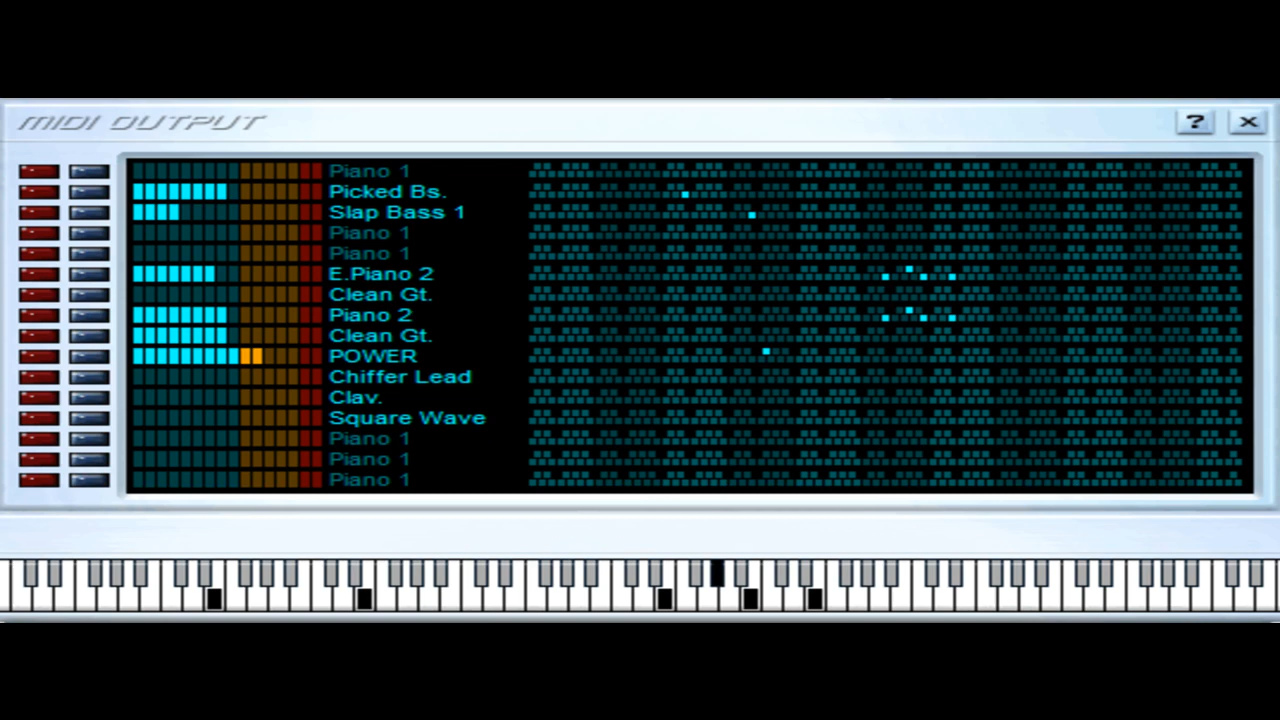 MIDI OUTPUT
? ×
Piano 1
Picked Bs.
Slap Bass 1
Piano 1
Piano 1
E.Piano 2
Clean Gt.
Piano 2
Clean Gt.
POWER
Chiffer Lead
Clav.
Square Wave
Piano 1
Piano 1
Piano 1